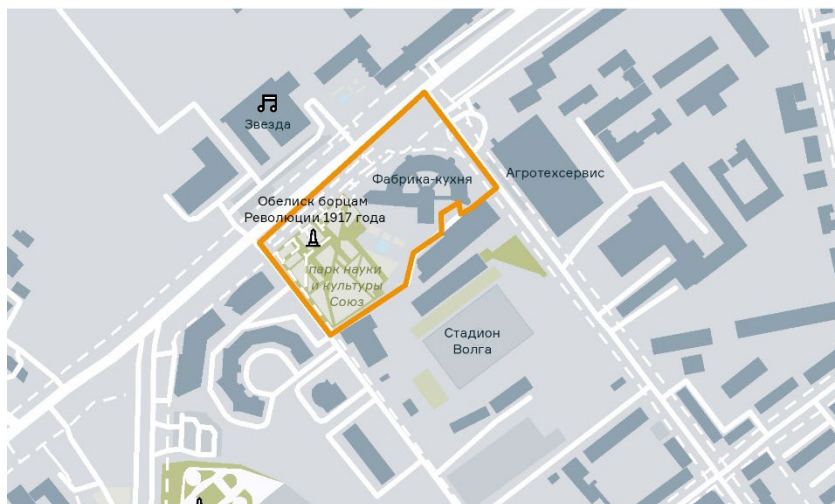 Звезда
Фабрика-кухня
Агротехсервис
Обелиск борцам
Революции 1917 года
парк науки
и культуры
Союз
Стадион
Волга